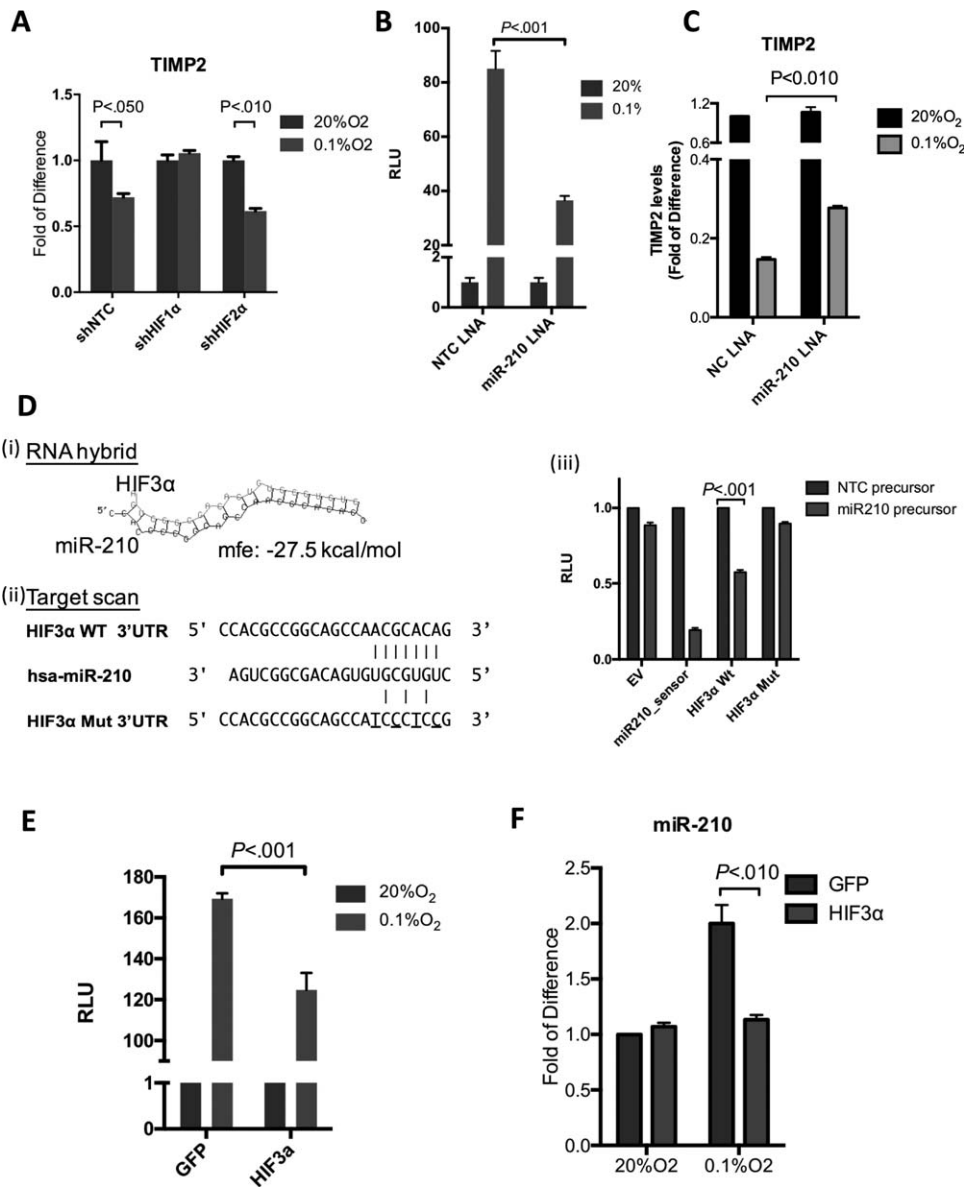 A
TIMP2
P<.050
P<.010
20%O2
0.1%O2
Fold of Difference
1.5
1.0
0.5
0.0
shNTC
shHIF1α
shHIF2α
B
P<.001
20%
0.1%
RLU
100
80
60
40
20
2
0
NTC LNA
miR-210 LNA
C
TIMP2
P<0.010
20%O₂
0.1%O₂
TIMP2 levels
(Fold of Difference)
1.2
0.6
0.4
0.2
0.0
NC LNA
miR-210 LNA
D
(i) RNA hybrid
HIF3α
5'
miR-210
mfe: -27.5 kcal/mol
(ii) Target scan
HIF3α WT 3'UTR 5' CCACGCCGGCAGCCAACGCACAG 3'
hsa-miR-210 3' AGUCGGCGACAGUGUGCGUGUC 5'
HIF3α Mut 3'UTR 5' CCACGCCGGCAGCCATCCCTCCG 3'
(iii)
P<.001
NTC precursor
miR210 precursor
RLU
1.0
0.5
0.0
EV
miR210_sensor
HIF3α Wt
HIF3α Mut
E
P<.001
20%O₂
0.1%O₂
RLU
180
160
140
120
100
1
0
GFP
HIF3a
F
miR-210
P<.010
GFP
HIF3α
Fold of Difference
2.5
2.0
1.5
1.0
0.5
0.0
20%O2
0.1%O2